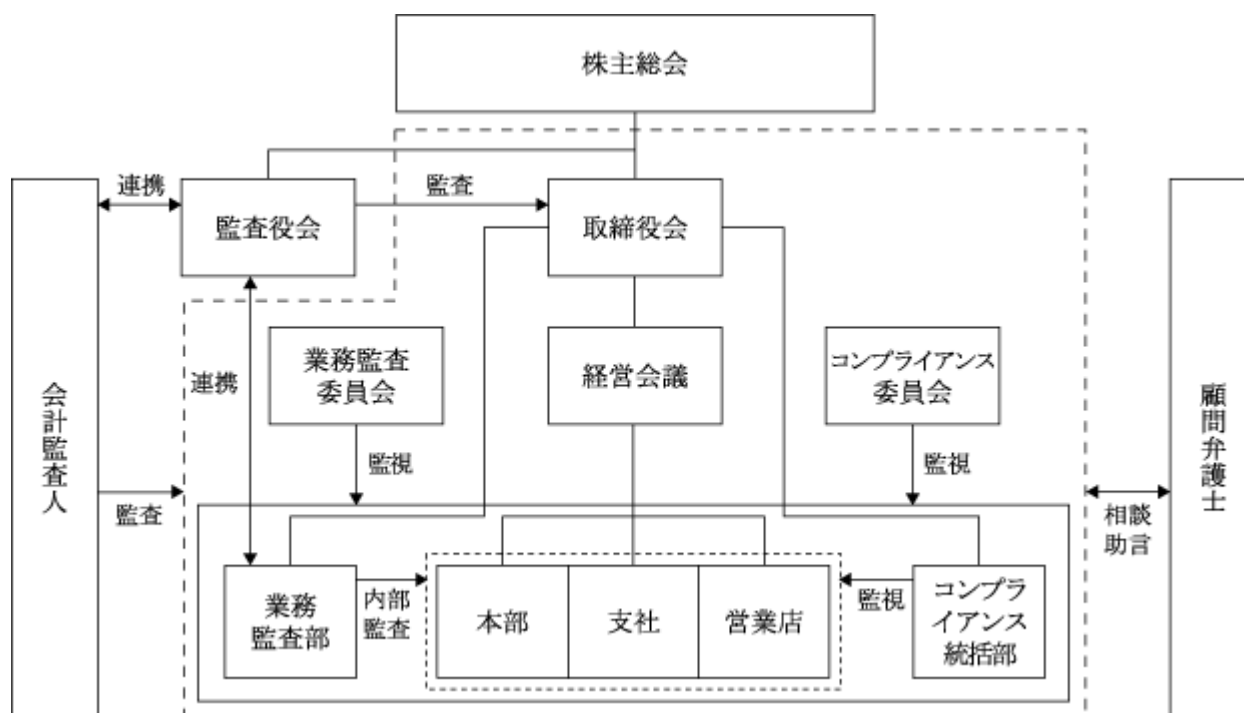 株主総会
連携
監査
監査役会
取締役会
業務監査
委員会
経営会議
コンプライアンス
委員会
連携
会計監査人
顧問弁護士
監視
監視
監査
相談
助言
業務
監査部
内部
監査
本部
支社
営業店
監視
コンプラ
イアンス
統括部